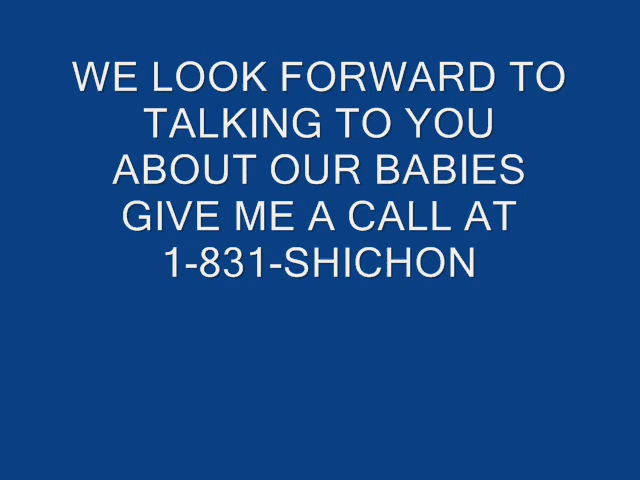 WE LOOK FORWARD TO
TALKING TO YOU
ABOUT OUR BABIES
GIVE ME A CALL AT
1-831-SHICHON